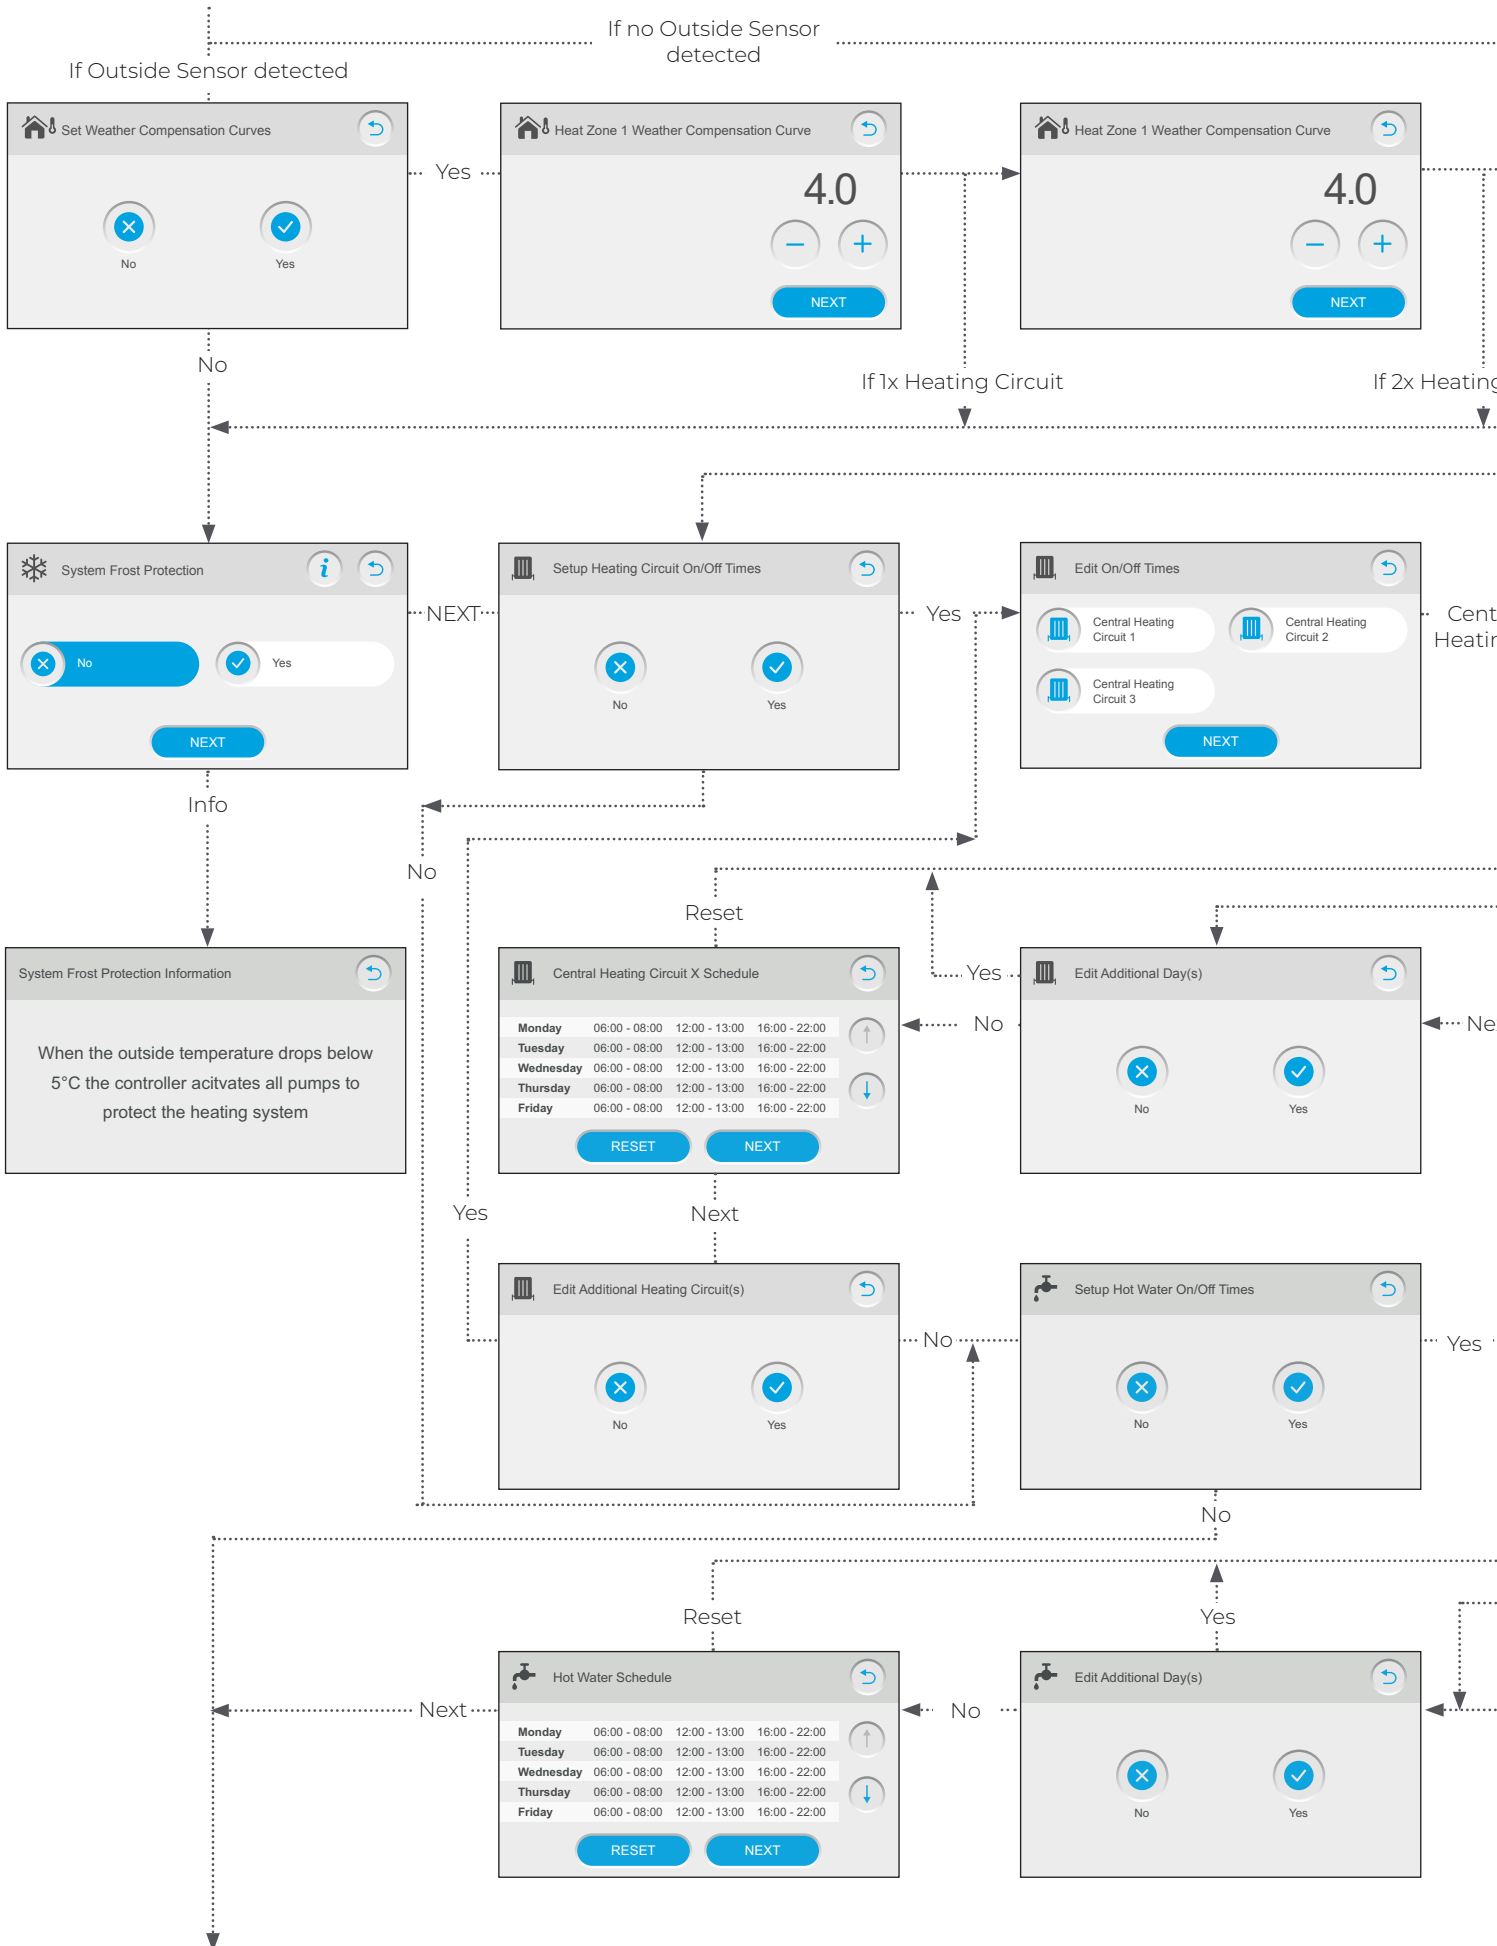 If no Outside Sensor
detected
If Outside Sensor detected
Set Weather Compensation Curves
No
Yes
Yes
Heat Zone 1 Weather Compensation Curve
4.0
NEXT
Heat Zone 1 Weather Compensation Curve
4.0
NEXT
No
If 1x Heating Circuit
If 2x Heating
System Frost Protection
i
No
Yes
NEXT
NEXT
Setup Heating Circuit On/Off Times
No
Yes
Yes
Edit On/Off Times
Central Heating
Circuit 1
Central Heating
Circuit 2
Central Heating
Circuit 3
NEXT
Cent
Heatin
Info
No
Reset
System Frost Protection Information
When the outside temperature drops below
5°C the controller acitvates all pumps to
protect the heating system
Central Heating Circuit X Schedule
Monday 06:00 - 08:00 12:00 - 13:00 16:00 - 22:00
Tuesday 06:00 - 08:00 12:00 - 13:00 16:00 - 22:00
Wednesday 06:00 - 08:00 12:00 - 13:00 16:00 - 22:00
Thursday 06:00 - 08:00 12:00 - 13:00 16:00 - 22:00
Friday 06:00 - 08:00 12:00 - 13:00 16:00 - 22:00
RESET
NEXT
Yes
No
Edit Additional Day(s)
No
Yes
Yes
Next
Edit Additional Heating Circuit(s)
No
Yes
No
Setup Hot Water On/Off Times
No
Yes
Yes
No
Reset
Yes
Next
Hot Water Schedule
Monday 06:00 - 08:00 12:00 - 13:00 16:00 - 22:00
Tuesday 06:00 - 08:00 12:00 - 13:00 16:00 - 22:00
Wednesday 06:00 - 08:00 12:00 - 13:00 16:00 - 22:00
Thursday 06:00 - 08:00 12:00 - 13:00 16:00 - 22:00
Friday 06:00 - 08:00 12:00 - 13:00 16:00 - 22:00
RESET
NEXT
No
Edit Additional Day(s)
No
Yes